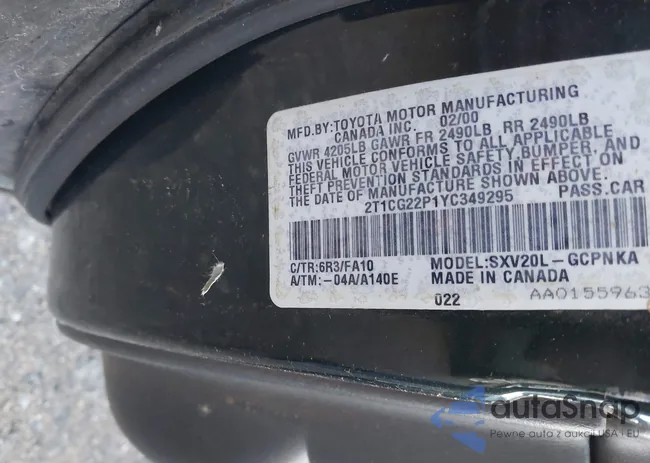 MFD.BY:TOYOTA MOTOR MANUFACTURING
CANADA INC. 02/00
GVWR 4205LB GAWR FR 2490LB RR 2490LB
THIS VEHICLE CONFORMS TO ALL APPLICABLE
FEDERAL MOTOR VEHICLE SAFETY, BUMPER, AND
THEFT PREVENTION STANDARDS IN EFFECT ON
THE DATE OF MANUFACTURE SHOWN ABOVE.
2T1CG22P1YC349295 PASS.CAR
C/TR:6R3/FA10 MODEL:SXV20L-GCPNKA
A/TM:-04A/A140E MADE IN CANADA
022 AA0155963
autaSnap
Pewne auto z aukcji USA i EU